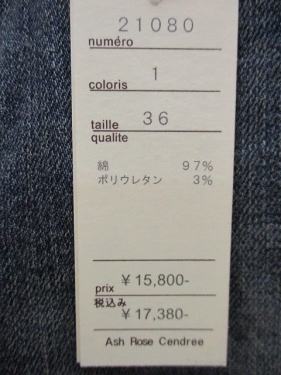 21080
numéro
coloris 1
taille 36
qualite
綿 97%
ポリウレタン 3%
prix ¥15,800-
税込み
¥17,380-
Ash Rose Cendree